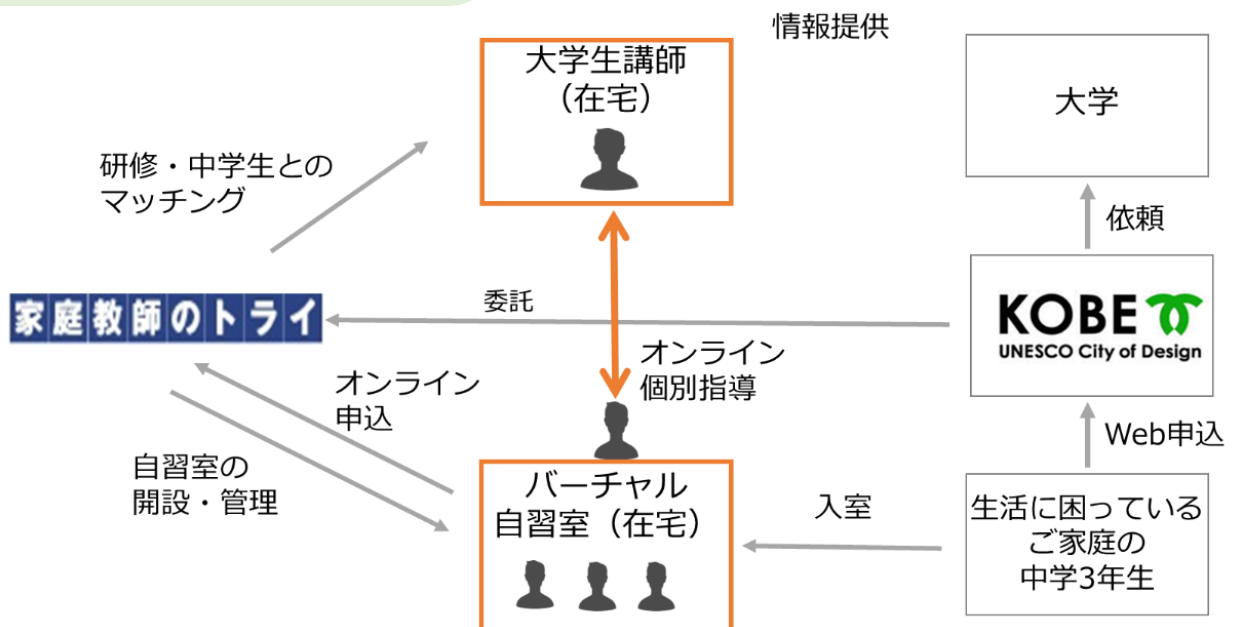 情報提供
大学生講師
（在宅）
大学
研修・中学生との
マッチング
依頼
家庭教師のトライ
委託
KOBE
UNESCO City of Design
オンライン
個別指導
オンライン
申込
Web申込
自習室の
開設・管理
バーチャル
自習室（在宅）
入室
生活に困っている
ご家庭の
中学3年生